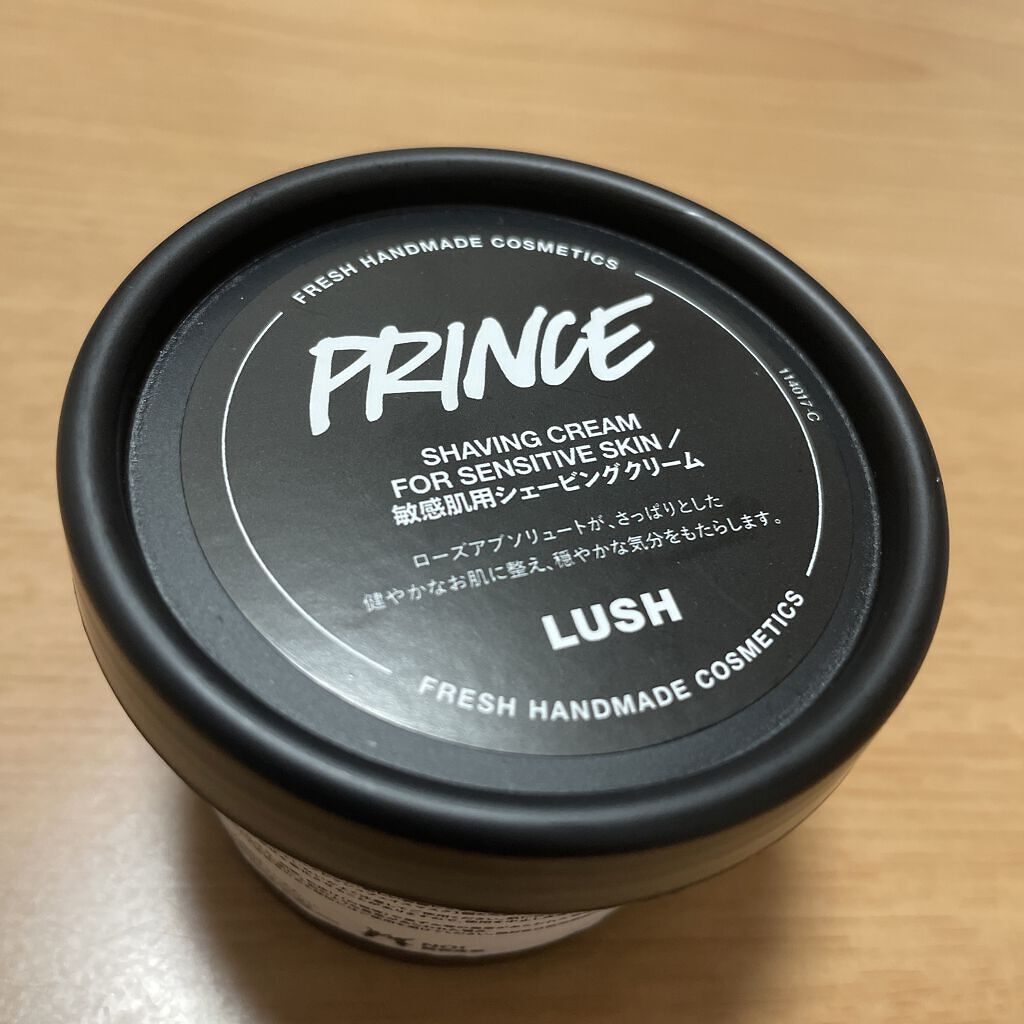 FRESH HANDMADE COSMETICS
PRINCE
114017-C
SHAVING CREAM
FOR SENSITIVE SKIN /
敏感肌用シェービングクリーム
ローズアブソリュートが、さっぱりとした
健やかなお肌に整え、穏やかな気分をもたらします。
LUSH
FRESH HANDMADE COSMETICS